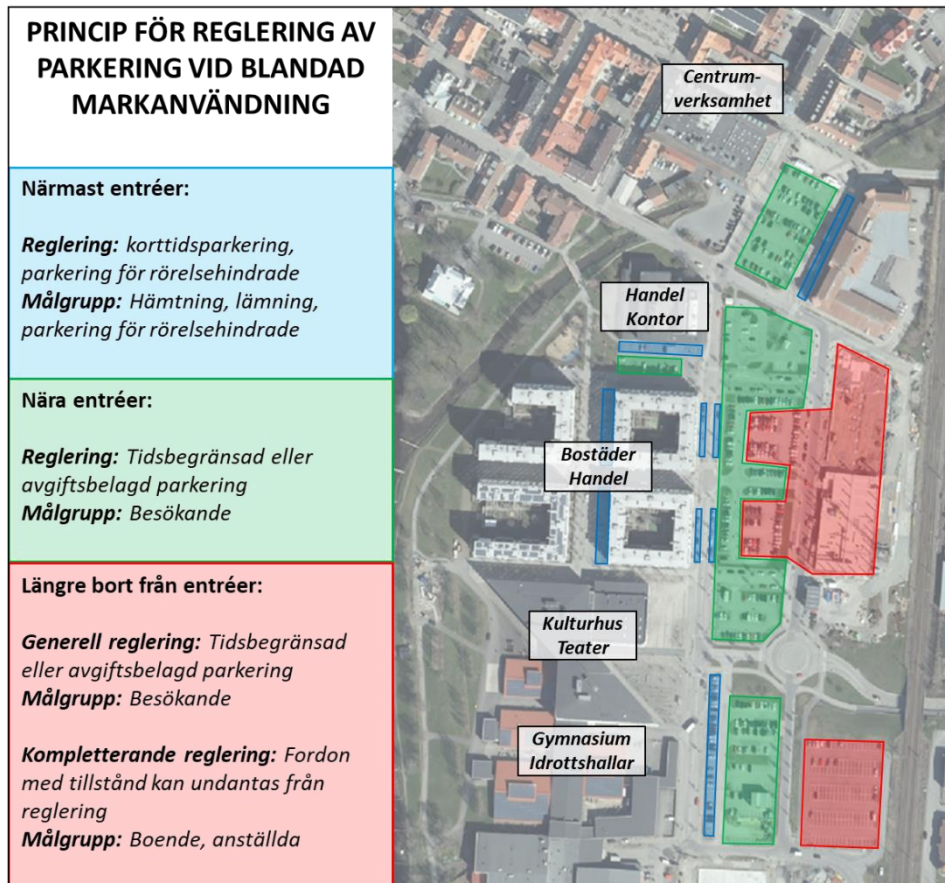 PRINCIP FÖR REGLERING AV
PARKERING VID BLANDAD
MARKANVÄNDNING
Närmast entréer:
Reglering: korttidsparkering,
parkering för rörelsehindrade
Målgrupp: Hämtning, lämning,
parkering för rörelsehindrade
Nära entréer:
Reglering: Tidsbegränsad eller
avgiftsbelagd parkering
Målgrupp: Besökande
Längre bort från entréer:
Generell reglering: Tidsbegränsad
eller avgiftsbelagd parkering
Målgrupp: Besökande
Kompletterande reglering: Fordon
med tillstånd kan undantas från
reglering
Målgrupp: Boende, anställda
Centrum-
verksamhet
Handel
Kontor
Bostäder
Handel
Kulturhus
Teater
Gymnasium
Idrottshallar